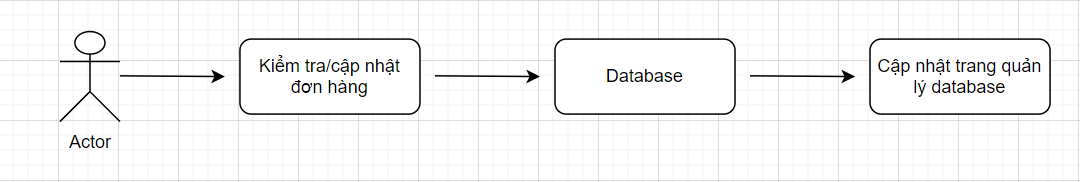 Kiểm tra/cập nhật
đơn hàng
Database
Cập nhật trang quản
lý database
Actor